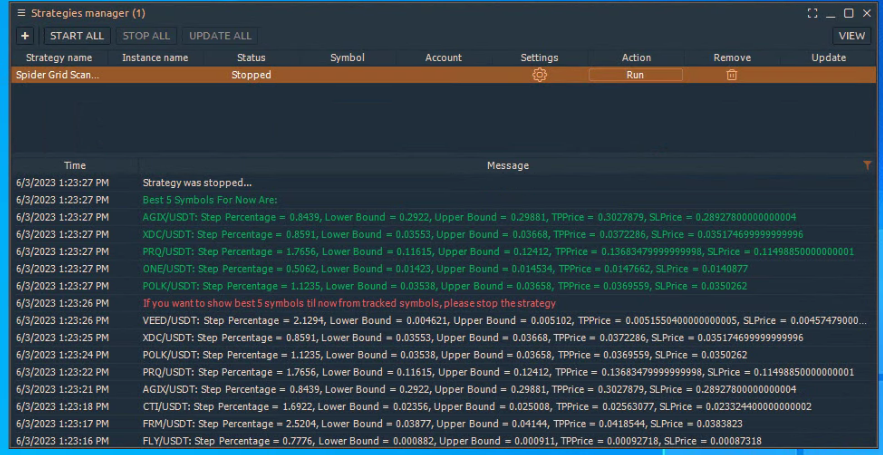 Strategies manager (1)
+ START ALL STOP ALL UPDATE ALL VIEW
Strategy name Instance name Status Symbol Account Settings Action Remove Update
Spider Grid Scan... Stopped Run
Time Message
6/3/2023 1:23:27 PM Strategy was stopped...
6/3/2023 1:23:27 PM Best 5 Symbols For Now Are:
6/3/2023 1:23:27 PM AGIX/USDT: Step Percentage = 0.8439, Lower Bound = 0.2922, Upper Bound = 0.29881, TPPrice = 0.3027879, SLPrice = 0.28927800000000004
6/3/2023 1:23:27 PM XDC/USDT: Step Percentage = 0.8591, Lower Bound = 0.03553, Upper Bound = 0.03668, TPPrice = 0.0372286, SLPrice = 0.035174699999999996
6/3/2023 1:23:27 PM PRQ/USDT: Step Percentage = 1.7656, Lower Bound = 0.11615, Upper Bound = 0.12412, TPPrice = 0.13683479999999998, SLPrice = 0.11498850000000001
6/3/2023 1:23:27 PM ONE/USDT: Step Percentage = 0.5062, Lower Bound = 0.01423, Upper Bound = 0.014534, TPPrice = 0.0147662, SLPrice = 0.0140877
6/3/2023 1:23:27 PM POLK/USDT: Step Percentage = 1.1235, Lower Bound = 0.03538, Upper Bound = 0.03658, TPPrice = 0.0369559, SLPrice = 0.0350262
6/3/2023 1:23:26 PM If you want to show best 5 symbols til now from tracked symbols, please stop the strategy
6/3/2023 1:23:26 PM VEED/USDT: Step Percentage = 2.1294, Lower Bound = 0.004621, Upper Bound = 0.005102, TPPrice = 0.0051550400000000005, SLPrice = 0.00457479000...
6/3/2023 1:23:25 PM XDC/USDT: Step Percentage = 0.8591, Lower Bound = 0.03553, Upper Bound = 0.03668, TPPrice = 0.0372286, SLPrice = 0.035174699999999996
6/3/2023 1:23:24 PM POLK/USDT: Step Percentage = 1.1235, Lower Bound = 0.03538, Upper Bound = 0.03658, TPPrice = 0.0369559, SLPrice = 0.0350262
6/3/2023 1:23:22 PM PRQ/USDT: Step Percentage = 1.7656, Lower Bound = 0.11615, Upper Bound = 0.12412, TPPrice = 0.13683479999999998, SLPrice = 0.11498850000000001
6/3/2023 1:23:21 PM AGIX/USDT: Step Percentage = 0.8439, Lower Bound = 0.2922, Upper Bound = 0.29881, TPPrice = 0.3027879, SLPrice = 0.28927800000000004
6/3/2023 1:23:18 PM CTI/USDT: Step Percentage = 1.6922, Lower Bound = 0.02356, Upper Bound = 0.025008, TPPrice = 0.02563077, SLPrice = 0.023324400000000002
6/3/2023 1:23:17 PM FRM/USDT: Step Percentage = 2.5204, Lower Bound = 0.03877, Upper Bound = 0.04144, TPPrice = 0.0418544, SLPrice = 0.0383823
6/3/2023 1:23:16 PM FLY/USDT: Step Percentage = 0.7776, Lower Bound = 0.000882, Upper Bound = 0.000911, TPPrice = 0.00092718, SLPrice = 0.00087318